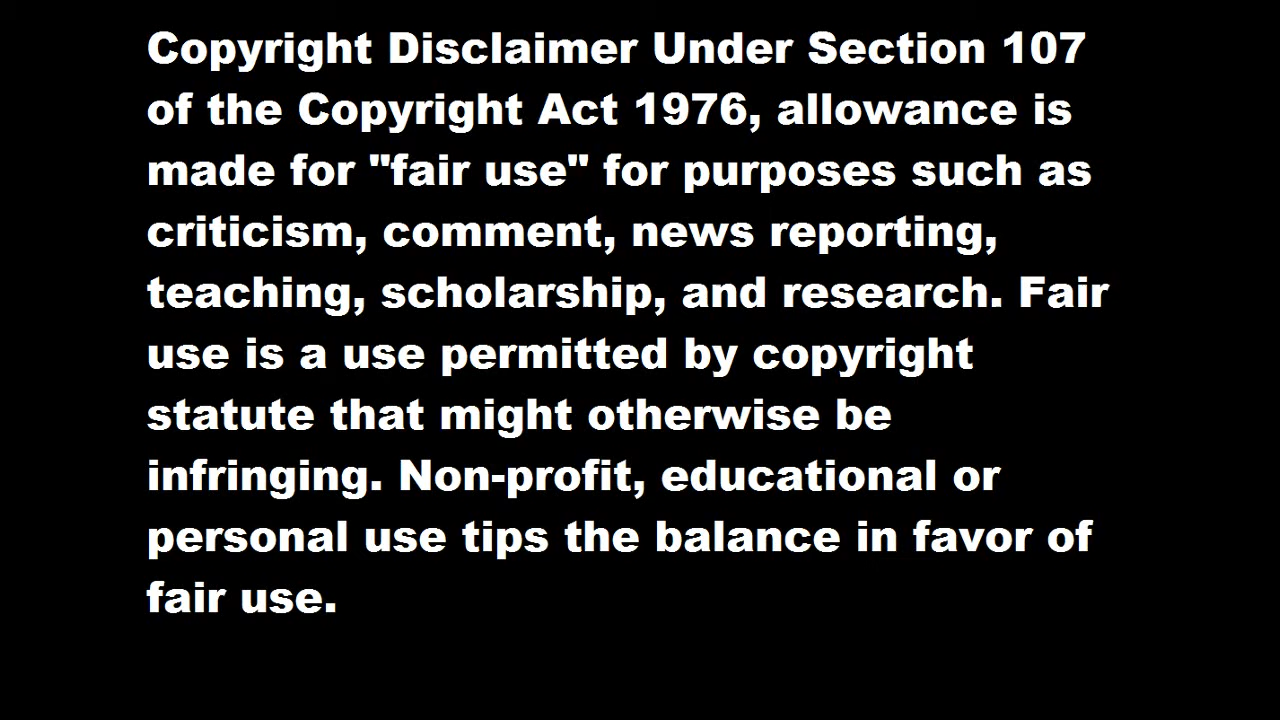 Copyright Disclaimer Under Section 107
of the Copyright Act 1976, allowance is
made for "fair use" for purposes such as
criticism, comment, news reporting,
teaching, scholarship, and research. Fair
use is a use permitted by copyright
statute that might otherwise be
infringing. Non-profit, educational or
personal use tips the balance in favor of
fair use.